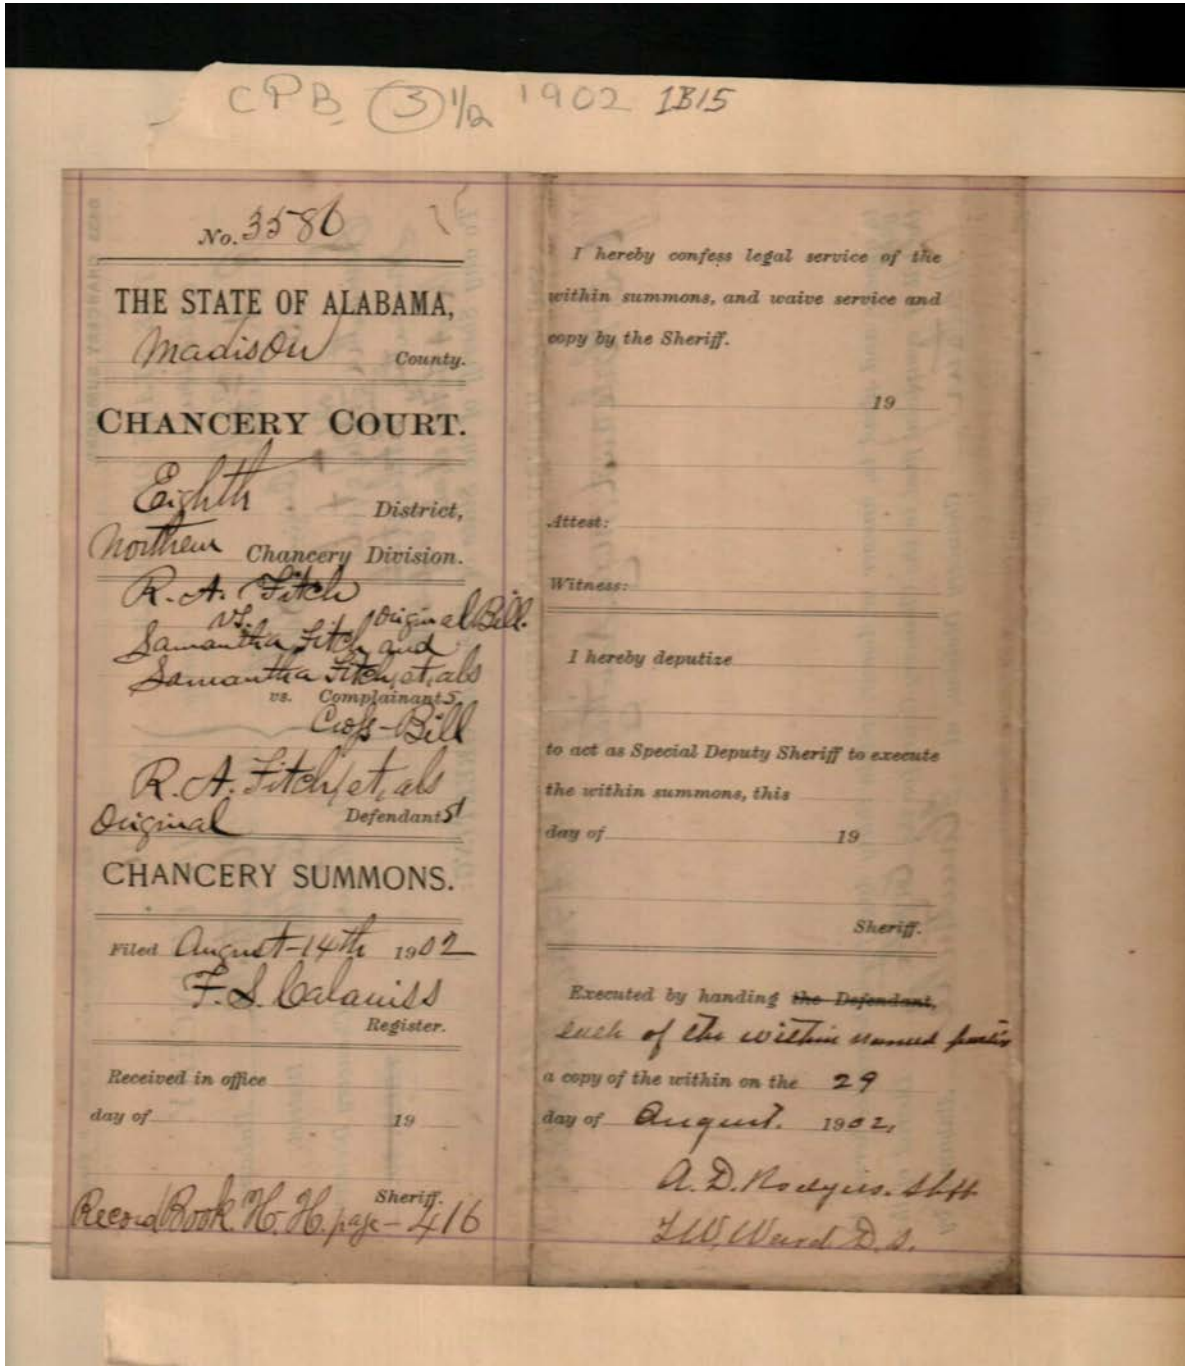 CPB 3 1/2 1902 1B15
No. 3586
THE STATE OF ALABAMA,
Madison County.
CHANCERY COURT.
Eighth District,
Northern Chancery Division.
R. A. Fitch
vs. Original Bill.
Samantha Fitch and
Samantha Fitch, et, als
vs. Complainants.
Cross-Bill
R. A. Fitch, et, als
Original Defendants
CHANCERY SUMMONS.
Filed August-14th 1902
F. S.
Register.
Received in office
day of 19
Sheriff.
Record Book H. H. page-416
I hereby confess legal service of the
within summons, and waive service and
copy by the Sheriff.
19
Attest:
Witness:
I hereby deputize
to act as Special Deputy Sheriff to execute
the within summons, this
day of 19
Sheriff.
Executed by handing the Defendant,
each of the within named parties
a copy of the within on the 29
day of August. 1902,
A. D. Rodgers. Shff
Ward D. S.